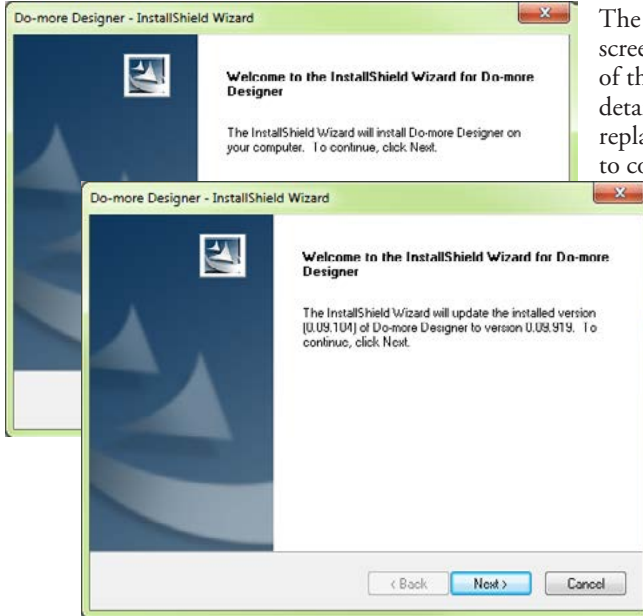 Do-more Designer - InstallShield Wizard
Welcome to the InstallShield Wizard for Do-more
Designer
The InstallShield Wizard will install Do-more Designer on
your computer. To continue, click Next.
The
of th
to co
Do-more Designer - InstallShield Wizard
Welcome to the InstallShield Wizard for Do-more
Designer
The InstallShield Wizard will update the installed version
(0.09.104) of Do-more Designer to version 0.09.919. To
continue, click Next.
< Back
Next >
Cancel